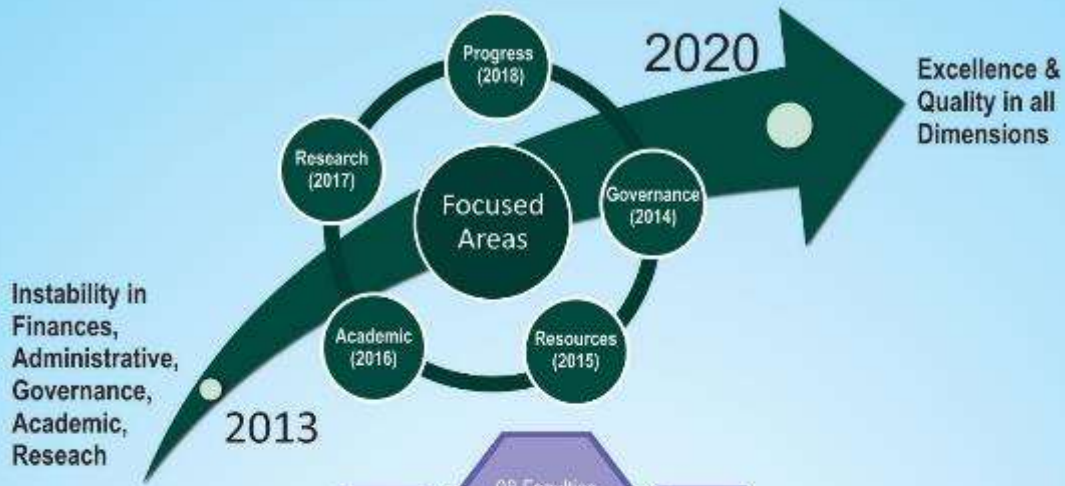 Progress
(2018)
2020
Excellence &
Quality in all
Dimensions
Research
(2017)
Focused
Areas
Governance
(2014)
Instability in
Finances,
Administrative,
Governance,
Academic,
Reseach
Academic
(2016)
Resources
(2015)
2013